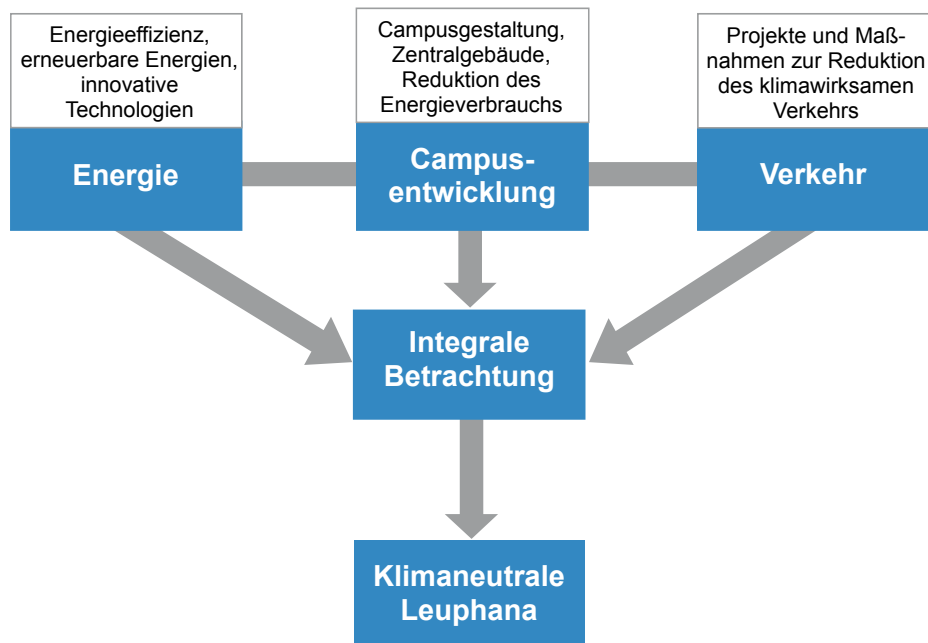 Energieeffizienz,
erneuerbare Energien,
innovative
Technologien
Energie
Campusgestaltung,
Zentralgebäude,
Reduktion des
Energieverbrauchs
Campus-
entwicklung
Projekte und Maß-
nahmen zur Reduktion
des klimawirksamen
Verkehrs
Verkehr
Integrale
Betrachtung
Klimaneutrale
Leuphana